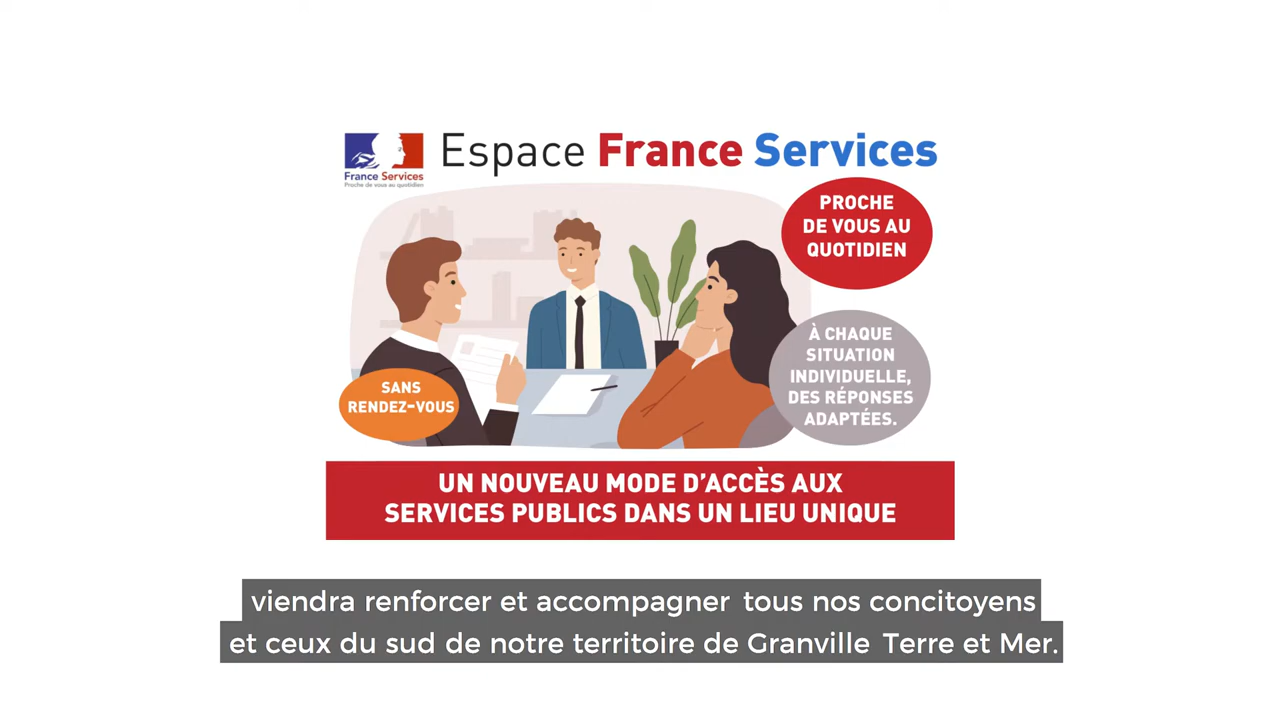 Espace France Services
France Services
Proche de vous au quotidien
PROCHE
DE VOUS AU
QUOTIDIEN
À CHAQUE
SITUATION
INDIVIDUELLE,
DES RÉPONSES
ADAPTÉES.
SANS
RENDEZ-VOUS
UN NOUVEAU MODE D'ACCÈS AUX
SERVICES PUBLICS DANS UN LIEU UNIQUE
viendra renforcer et accompagner tous nos concitoyens
et ceux du sud de notre territoire de Granville Terre et Mer.